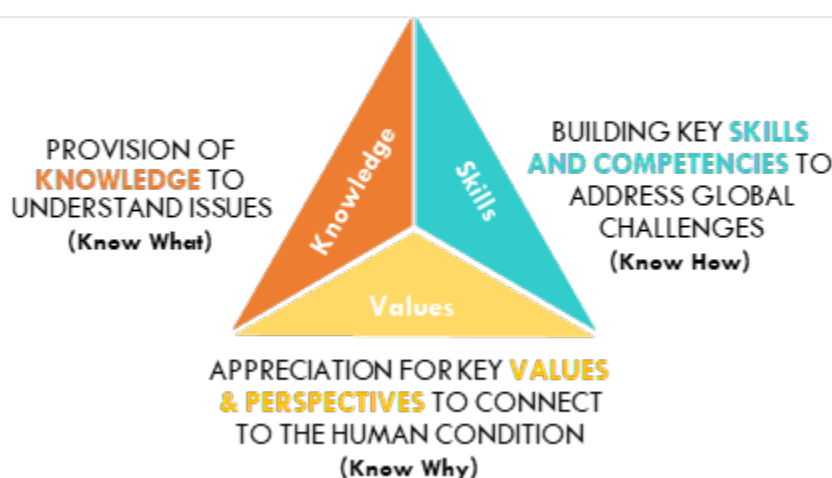 PROVISION OF
KNOWLEDGE TO
UNDERSTAND ISSUES
(Know What)
Knowledge
Skills
Values
BUILDING KEY SKILLS
AND COMPETENCIES TO
ADDRESS GLOBAL
CHALLENGES
(Know How)
APPRECIATION FOR KEY VALUES
& PERSPECTIVES TO CONNECT
TO THE HUMAN CONDITION
(Know Why)